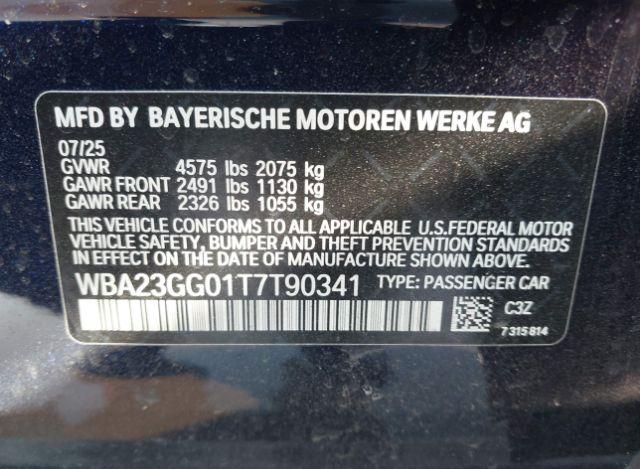 MFD BY BAYERISCHE MOTOREN WERKE AG
07/25
GVWR 4575 lbs 2075 kg
GAWR FRONT 2491 lbs 1130 kg
GAWR REAR 2326 lbs 1055 kg
THIS VEHICLE CONFORMS TO ALL APPLICABLE U.S.FEDERAL MOTOR
VEHICLE SAFETY, BUMPER AND THEFT PREVENTION STANDARDS
IN EFFECT ON THE DATE OF MANUFACTURE SHOWN ABOVE.
WBA23GG01T7T90341 TYPE: PASSENGER CAR
C3Z
7315814